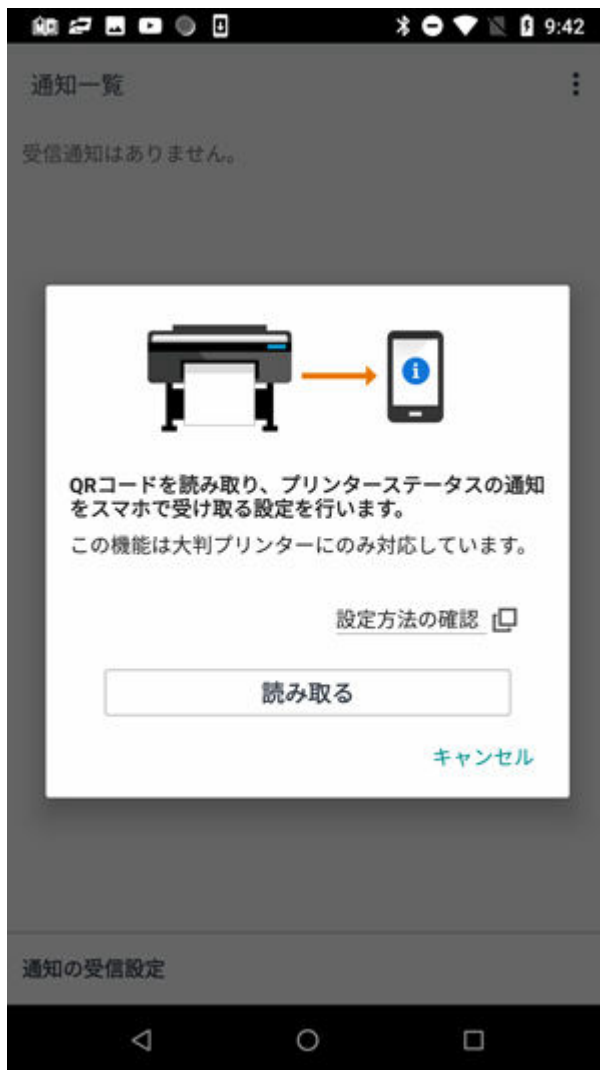 9:42
通知一覧
受信通知はありません。
QRコードを読み取り、プリンターステータスの通知
をスマホで受け取る設定を行います。
この機能は大判プリンターにのみ対応しています。
設定方法の確認
読み取る
キャンセル
通知の受信設定